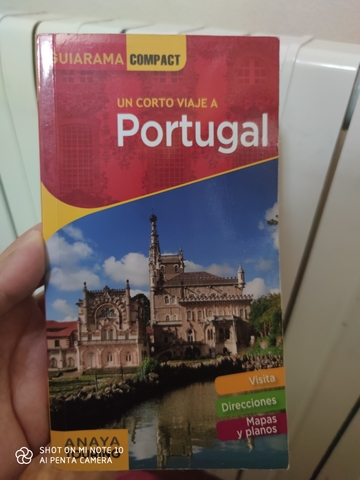 GUIARAMA COMPACT
UN CORTO VIAJE A
Portugal
Visita
Direcciones
Mapas
y planos
ANAYA
SHOT ON MI NOTE 10
AI PENTA CAMERA